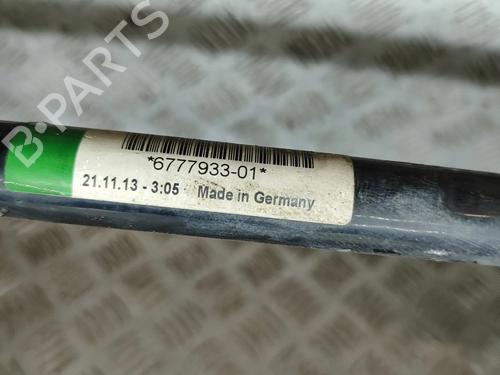 B-PARTS
*6777933-01*
21.11.13 - 3:05 Made in Germany